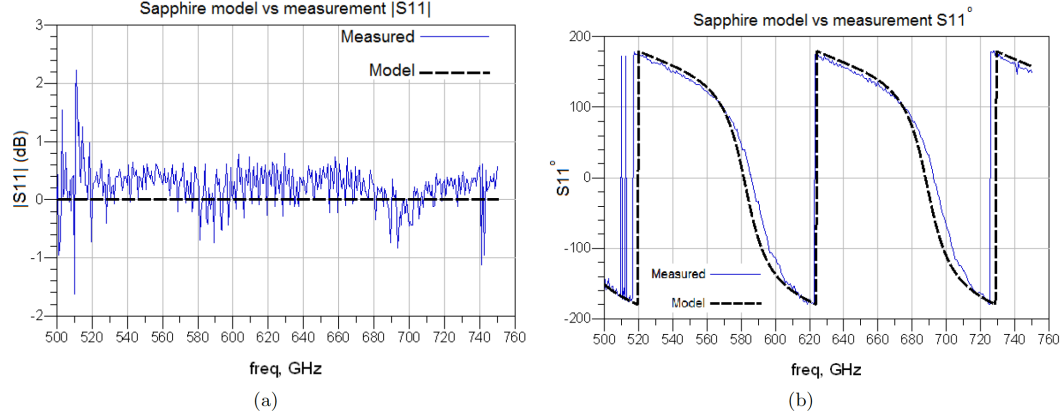 Sapphire model vs measurement |S11|
Measured
Model
|S11| (dB)
3
2
1
0
-1
-2
500 520 540 560 580 600 620 640 660 680 700 720 740 760
freq, GHz
(a)
Sapphire model vs measurement S11°
S11°
200
100
0
-100
-200
Measured
Model
500 520 540 560 580 600 620 640 660 680 700 720 740 760
freq, GHz
(b)